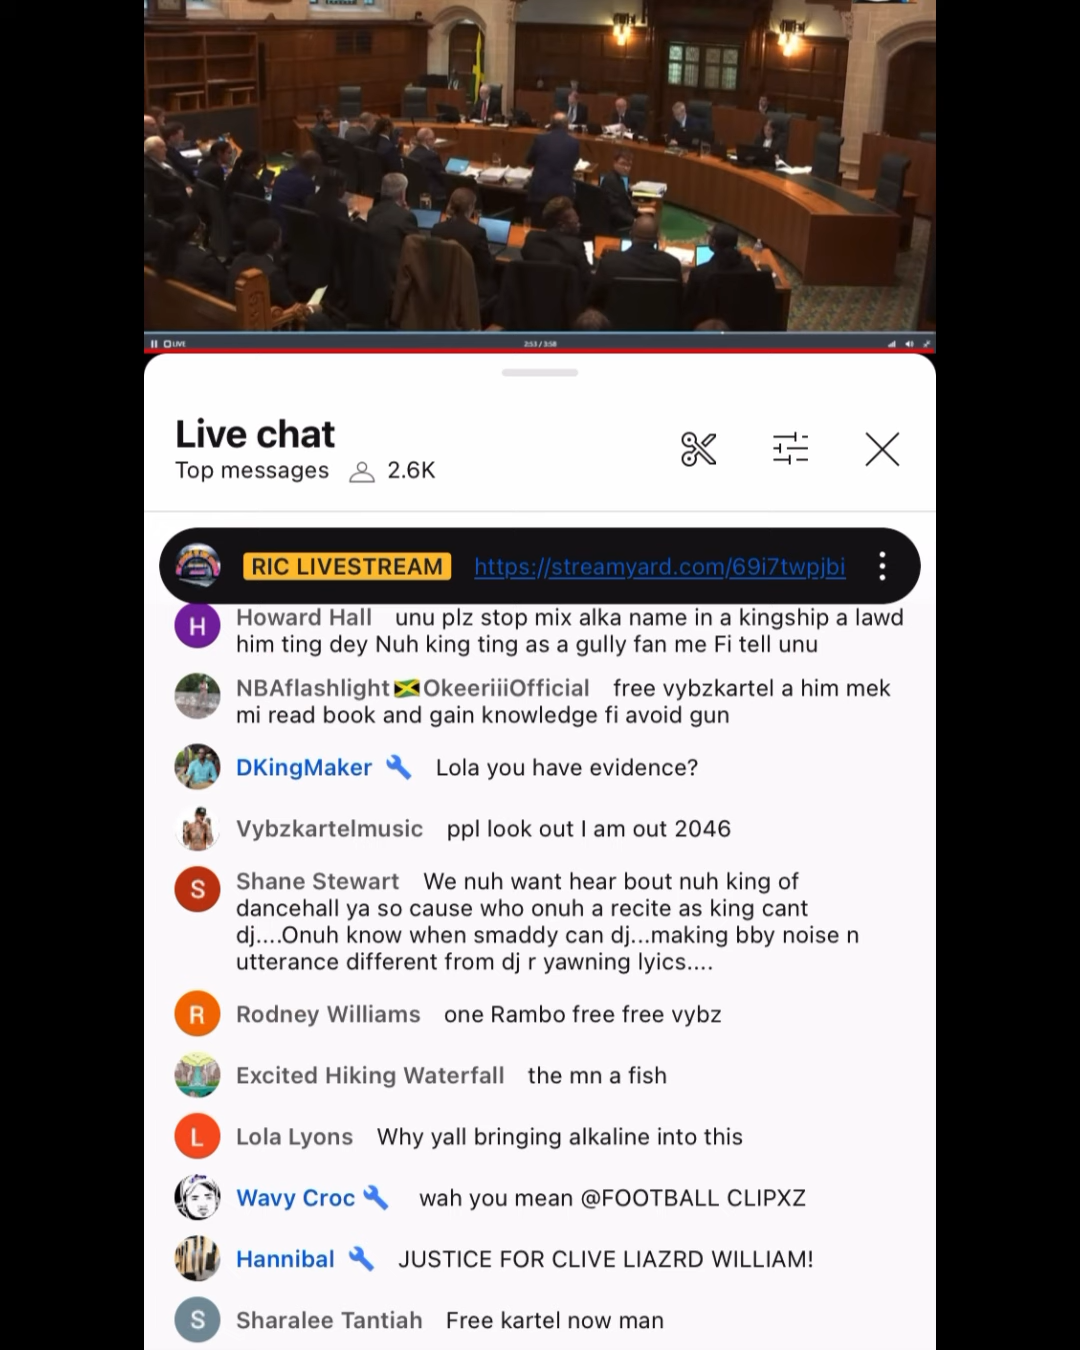 LIVE
2:53 / 3:58
Live chat
Top messages 2.6K
RIC LIVESTREAM https://streamyard.com/69i7twpjbi
H Howard Hall unu plz stop mix alka name in a kingship a lawd
him ting dey Nuh king ting as a gully fan me Fi tell unu
NBAflashlight🇯🇲OkeeriiiOfficial free vybzkartel a him mek
mi read book and gain knowledge fi avoid gun
DKingMaker Lola you have evidence?
Vybzkartelmusic ppl look out I am out 2046
S Shane Stewart We nuh want hear bout nuh king of
dancehall ya so cause who onuh a recite as king cant
dj....Onuh know when smaddy can dj...making bby noise n
utterance different from dj r yawning lyics....
R Rodney Williams one Rambo free free vybz
Excited Hiking Waterfall the mn a fish
L Lola Lyons Why yall bringing alkaline into this
Wavy Croc wah you mean @FOOTBALL CLIPXZ
Hannibal JUSTICE FOR CLIVE LIAZRD WILLIAM!
S Sharalee Tantiah Free kartel now man